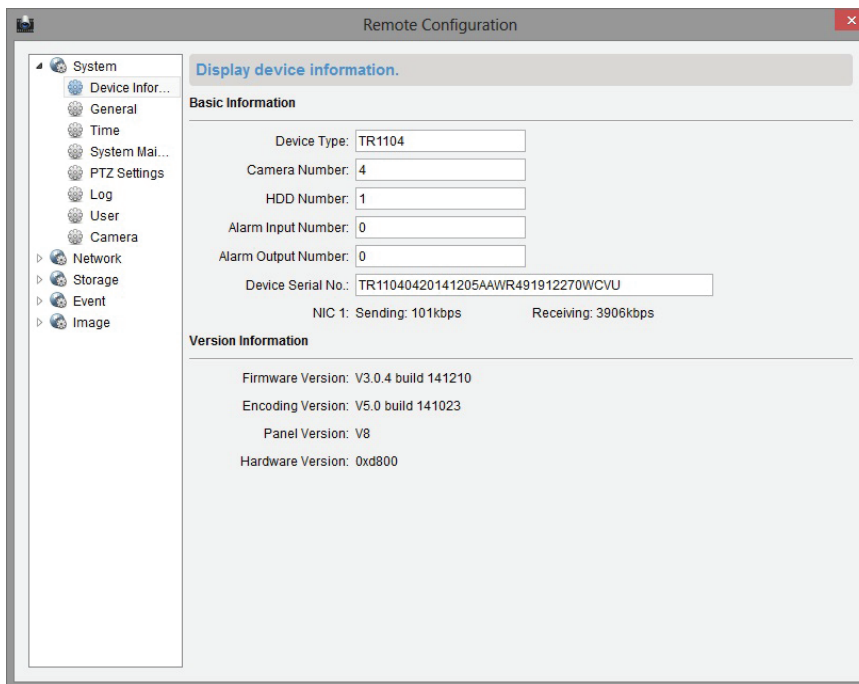 Remote Configuration
System
Device Infor...
General
Time
System Mai...
PTZ Settings
Log
User
Camera
Network
Storage
Event
Image
Display device information.
Basic Information
Device Type: TR1104
Camera Number: 4
HDD Number: 1
Alarm Input Number: 0
Alarm Output Number: 0
Device Serial No.: TR11040420141205AAWR491912270WCVU
NIC 1: Sending: 101kbps Receiving: 3906kbps
Version Information
Firmware Version: V3.0.4 build 141210
Encoding Version: V5.0 build 141023
Panel Version: V8
Hardware Version: 0xd800